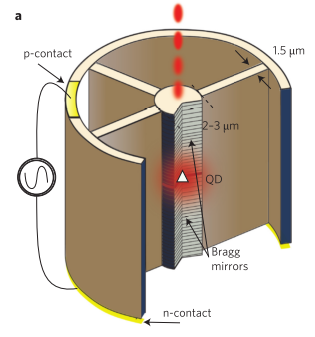 a
p-contact
1.5 μm
2–3 μm
QD
Bragg
mirrors
n-contact